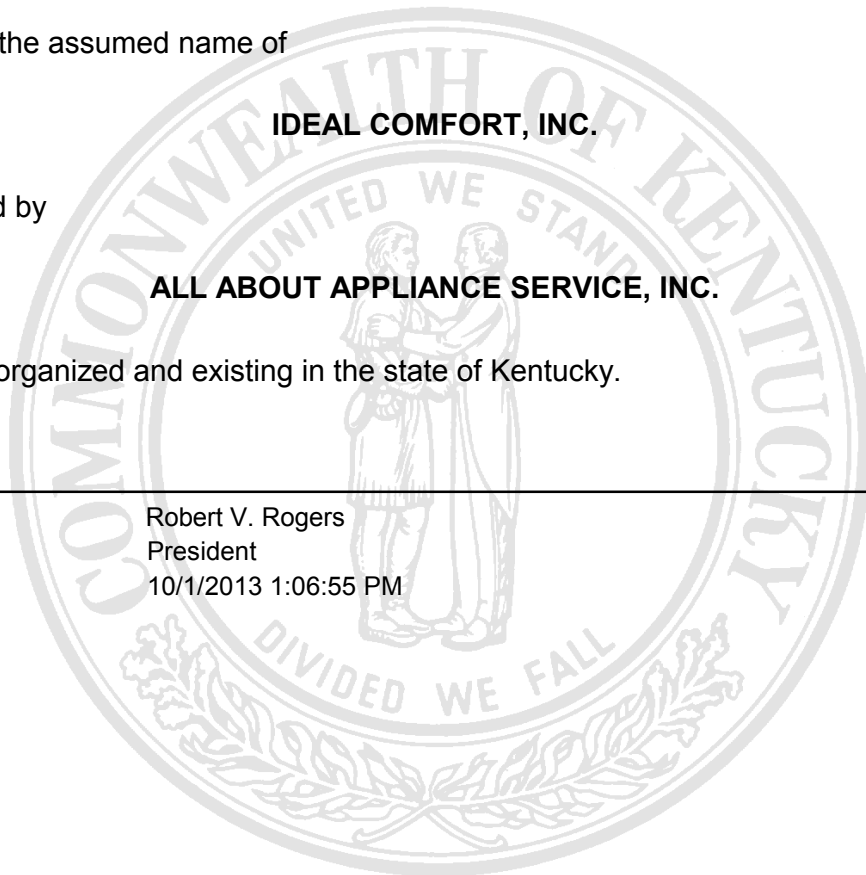 the assumed name of
IDEAL COMFORT, INC.
d by
ALL ABOUT APPLIANCE SERVICE, INC.
organized and existing in the state of Kentucky.
Robert V. Rogers
President
10/1/2013 1:06:55 PM
COMMONWEALTH OF KENTUCKY
UNITED WE STAND
DIVIDED WE FALL